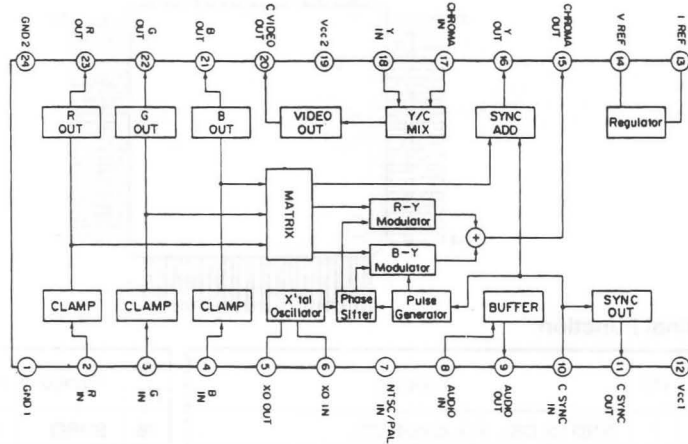 GND 2
R OUT
G OUT
B OUT
C VIDEO OUT
Vcc 2
Y IN
CHROMA IN
Y OUT
CHROMA OUT
V REF
I REF
24
23
22
21
20
19
18
17
16
15
14
13
R OUT
G OUT
B OUT
VIDEO OUT
Y/C MIX
SYNC ADD
Regulator
MATRIX
R-Y Modulator
B-Y Modulator
+
CLAMP
CLAMP
CLAMP
X'tal Oscillator
Phase Sifter
Pulse Generator
BUFFER
SYNC OUT
1
2
3
4
5
6
7
8
9
10
11
12
GND 1
R IN
G IN
B IN
XO OUT
XO IN
NTSC/PAL IN
AUDIO IN
AUDIO OUT
C SYNC IN
C SYNC OUT
Vcc 1